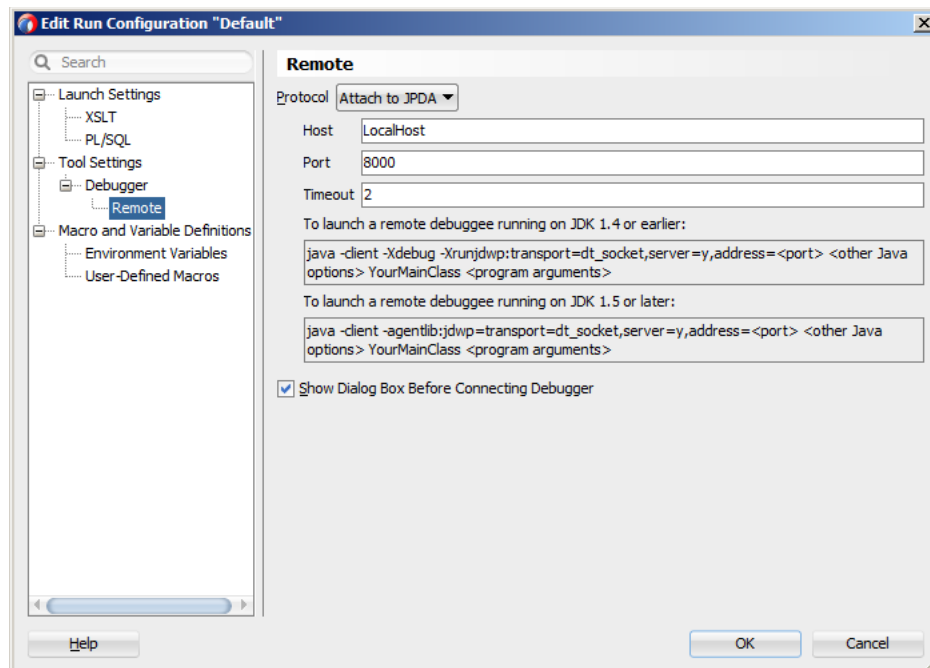 Edit Run Configuration "Default"
Search
Launch Settings
XSLT
PL/SQL
Tool Settings
Debugger
Remote
Macro and Variable Definitions
Environment Variables
User-Defined Macros
Remote
Protocol Attach to JPDA
Host LocalHost
Port 8000
Timeout 2
To launch a remote debuggee running on JDK 1.4 or earlier:
java -client -Xdebug -Xrunjdwp:transport=dt_socket,server=y,address=<port> <other Java
options> YourMainClass <program arguments>
To launch a remote debuggee running on JDK 1.5 or later:
java -client -agentlib:jdwp=transport=dt_socket,server=y,address=<port> <other Java
options> YourMainClass <program arguments>
Show Dialog Box Before Connecting Debugger
Help
OK
Cancel